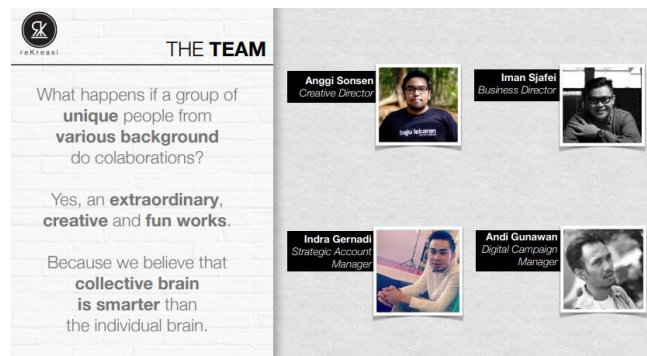 reKreasi
THE TEAM
What happens if a group of
unique people from
various background
do colaborations?
Yes, an extraordinary,
creative and fun works.
Because we believe that
collective brain
is smarter than
the individual brain.
Anggi Sonsen
Creative Director
baju lebaran
Iman Sjafei
Business Director
Indra Gernadi
Strategic Account
Manager
Andi Gunawan
Digital Campaign
Manager